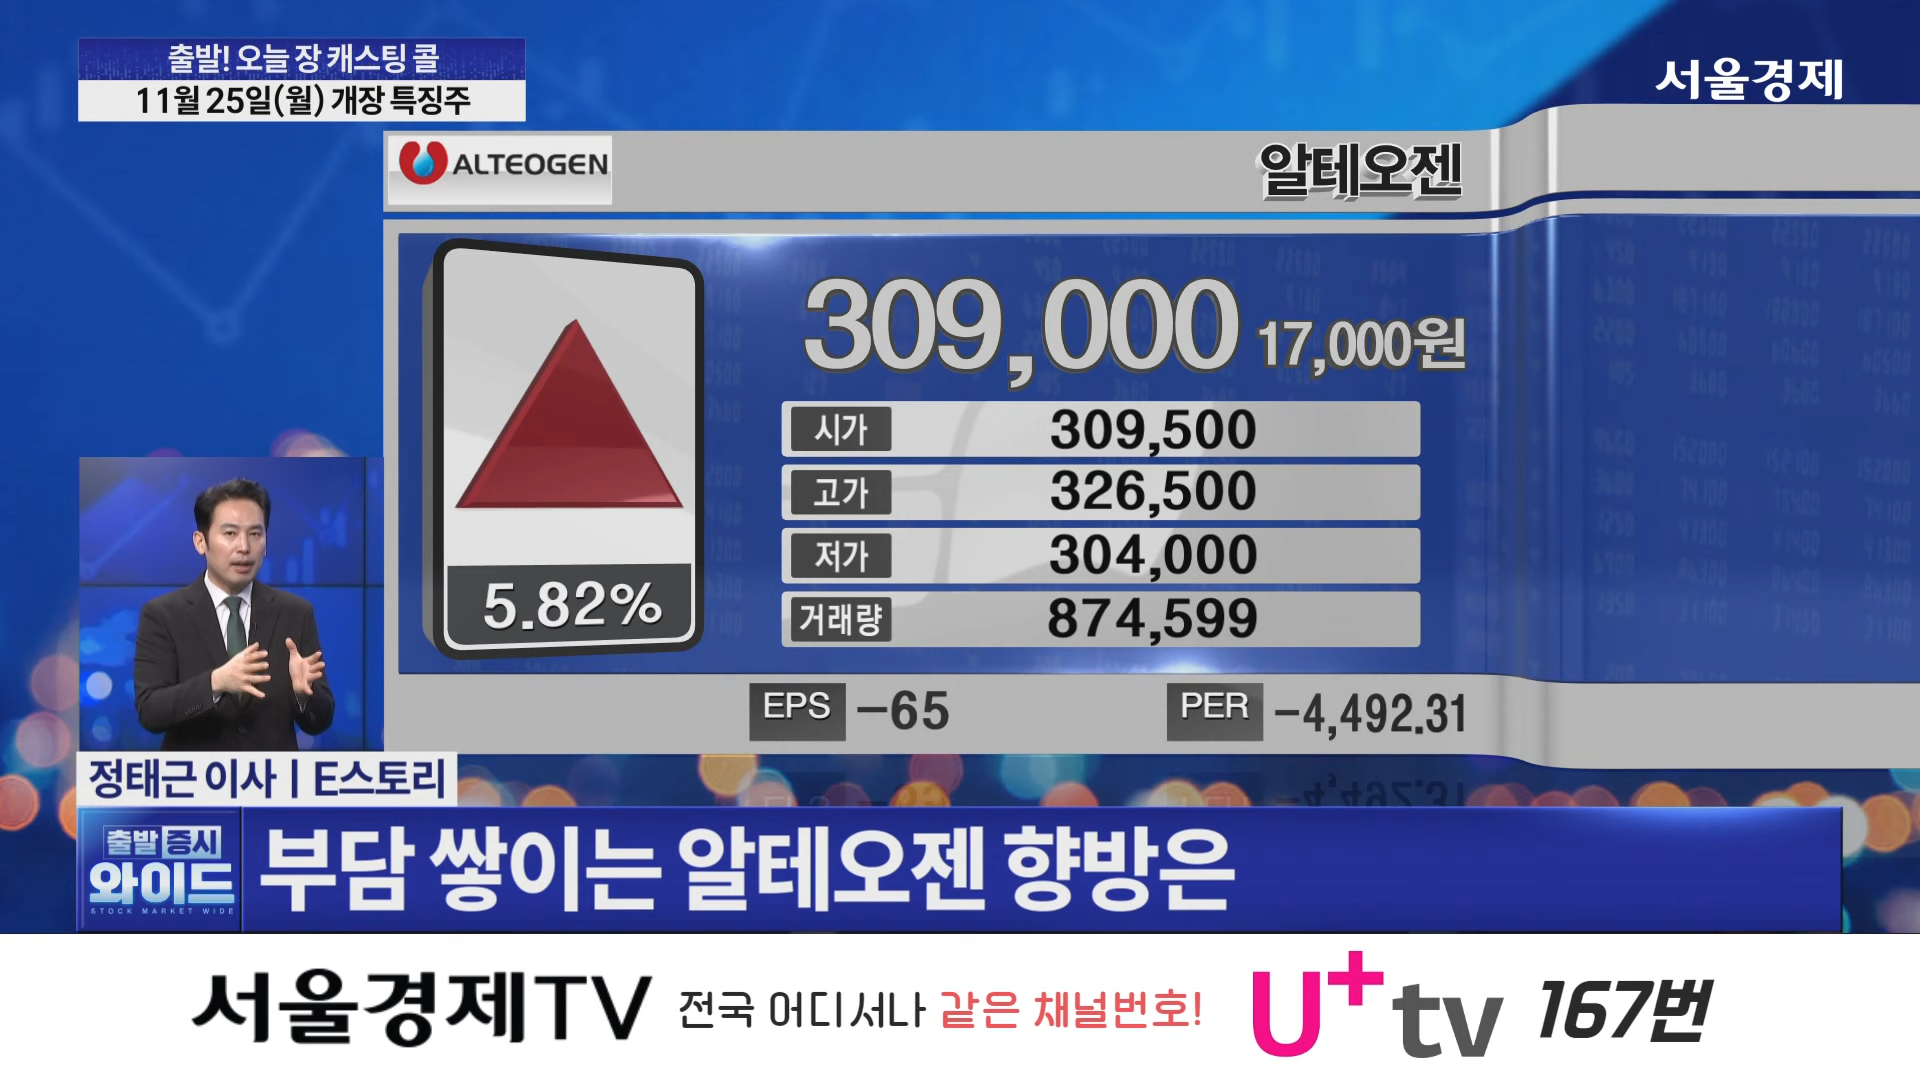 출발! 오늘 장 캐스팅 콜
11월 25일(월) 개장 특징주
서울경제
ALTEOGEN
알테오젠
309,000 17,000원
5.82%
시가 309,500
고가 326,500
저가 304,000
거래량 874,599
EPS -65
PER -4,492.31
정태근 이사 | E스토리
출발 증시
와이드
STOCK MARKET WIDE
부담 쌓이는 알테오젠 향방은
서울경제TV 전국 어디서나 같은 채널번호! U+tv 167번